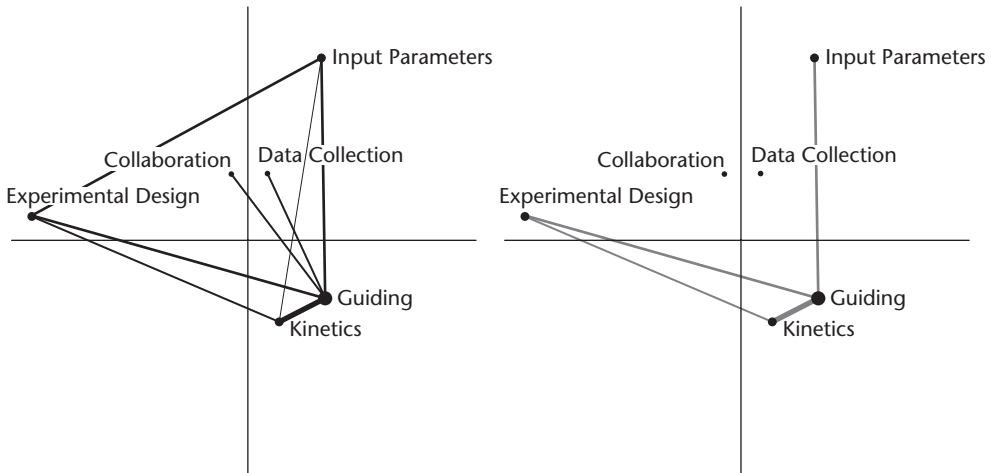 Input Parameters
Collaboration
Data Collection
Experimental Design
Guiding
Kinetics
Input Parameters
Collaboration
Data Collection
Experimental Design
Guiding
Kinetics